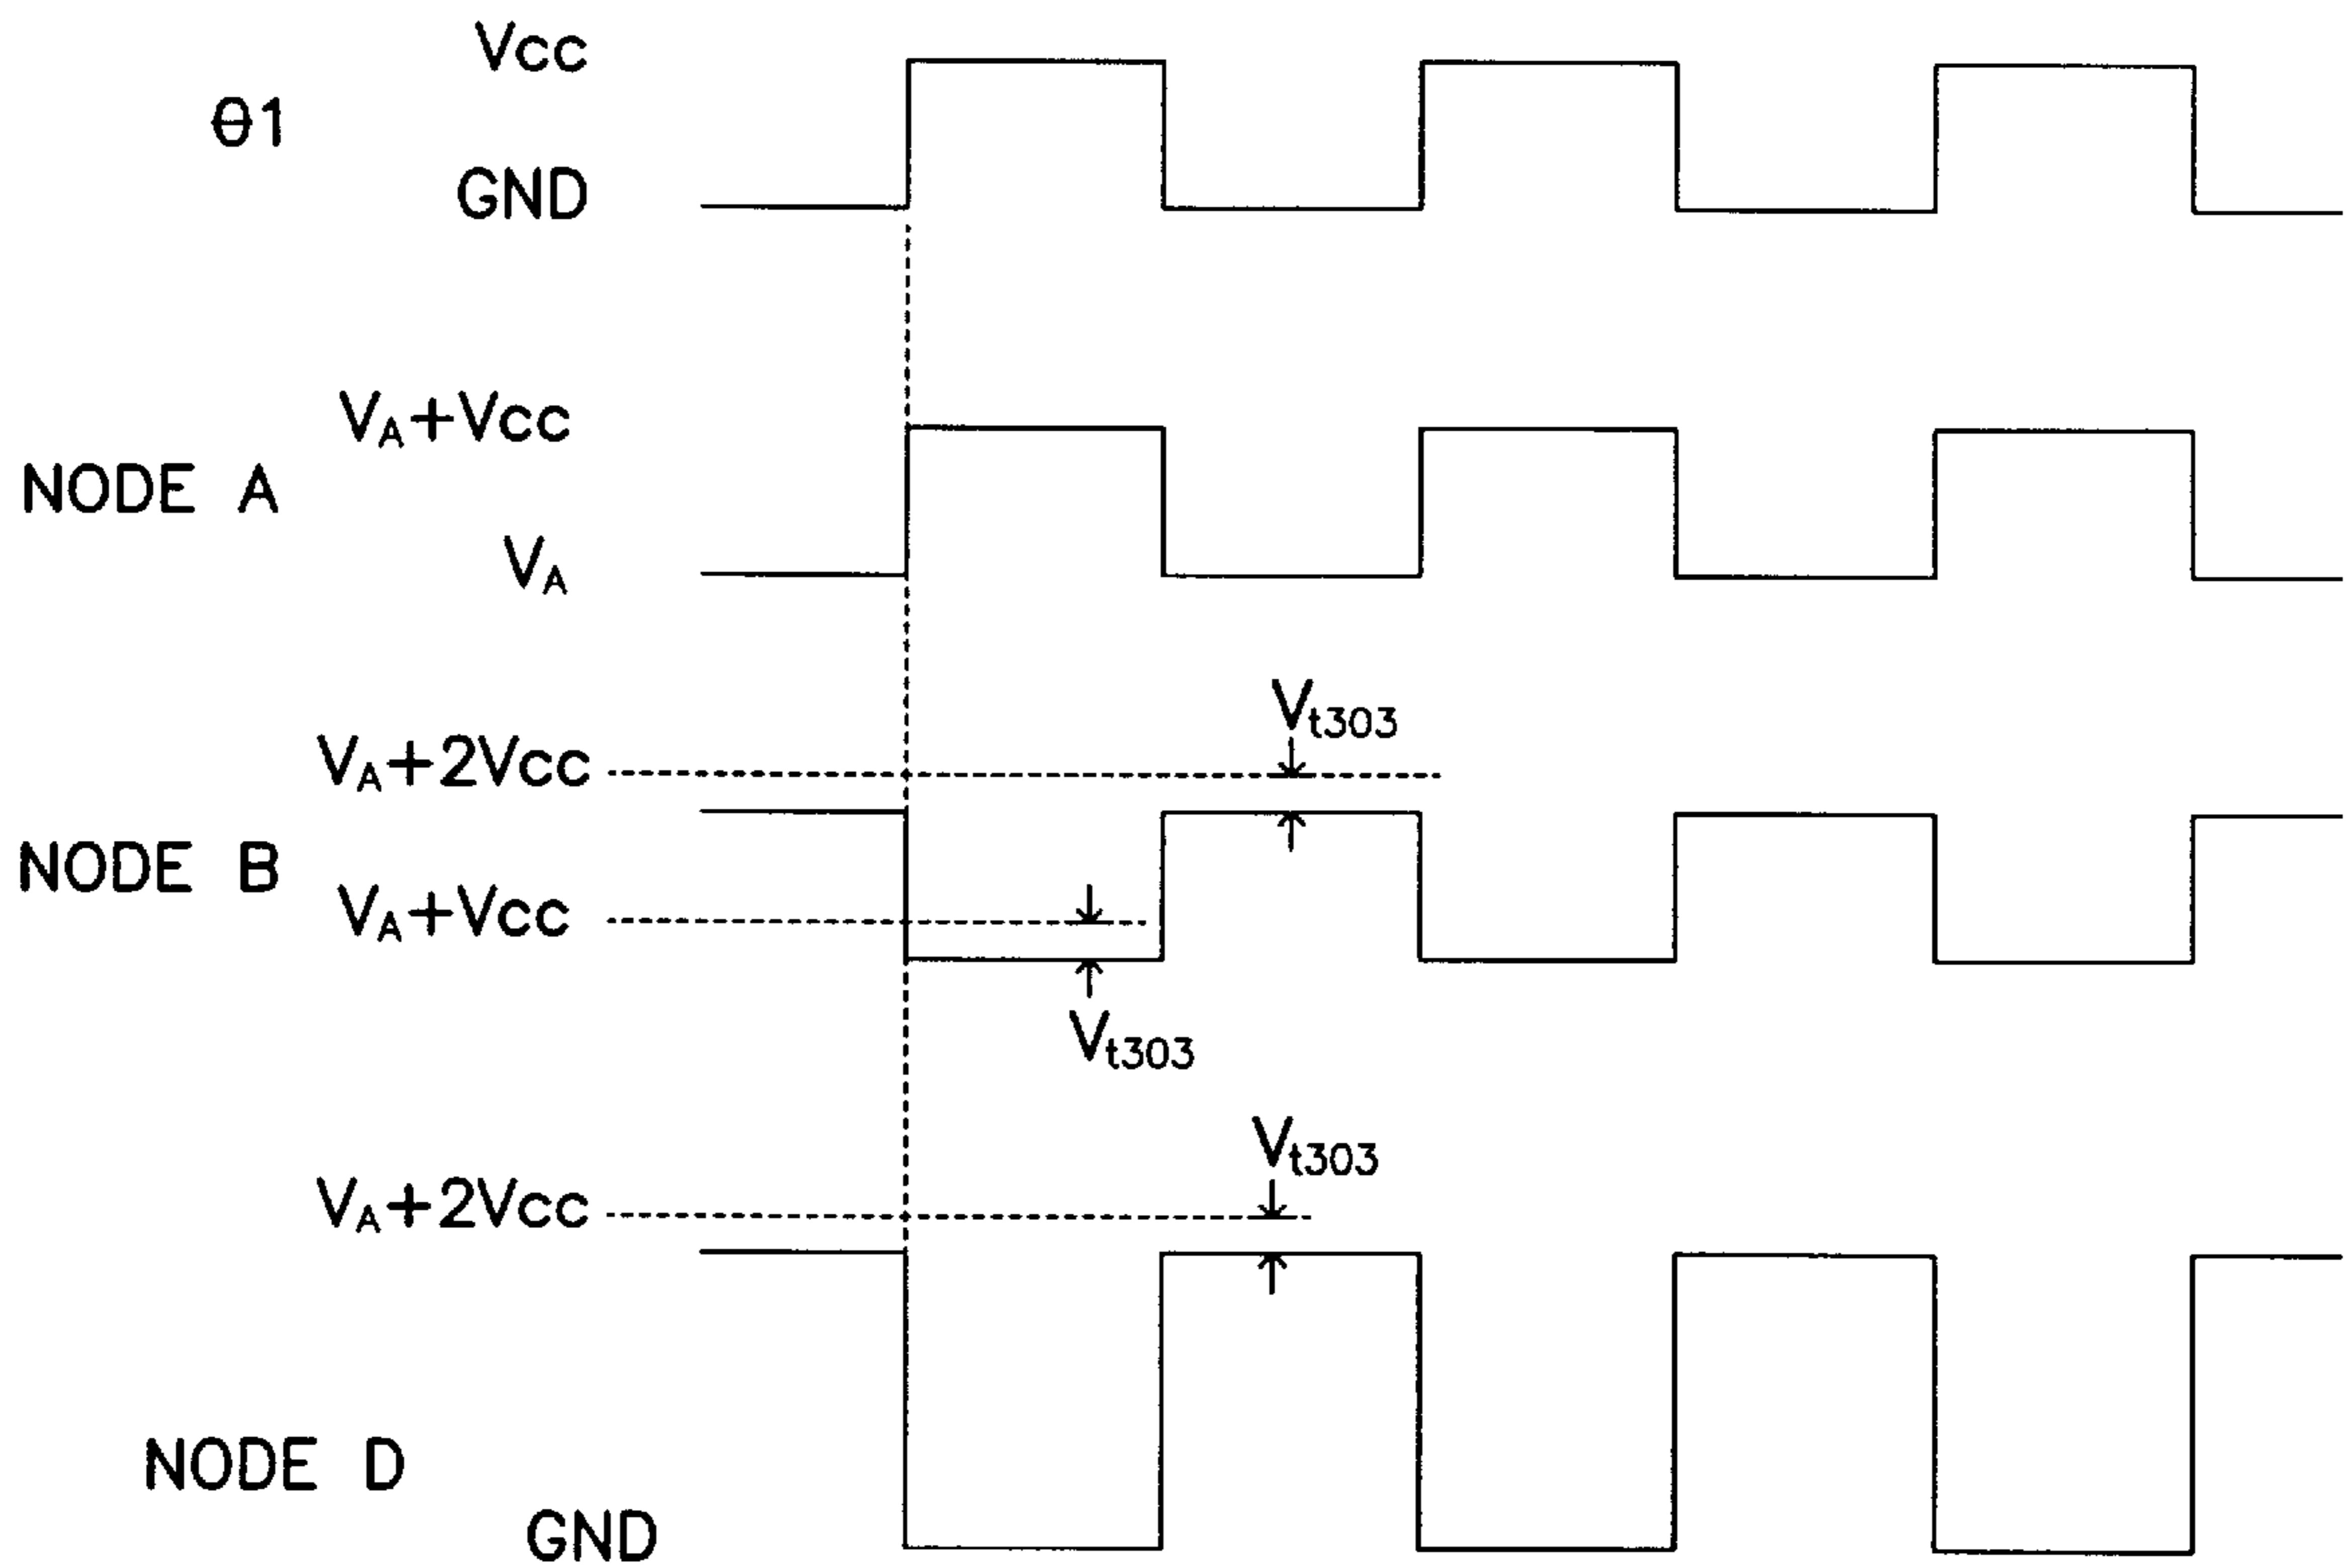 Vcc
θ1
GND
VA+Vcc
NODE A
VA
Vt303
VA+2Vcc
NODE B
VA+Vcc
Vt303
Vt303
VA+2Vcc
NODE D
GND